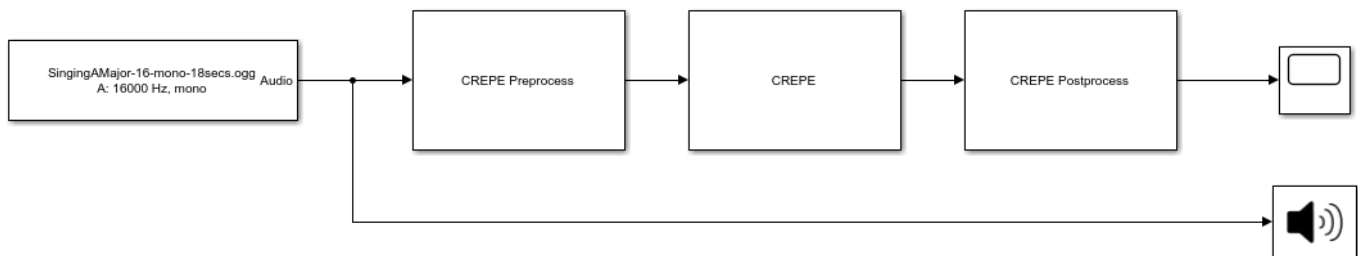 SingingAMajor-16-mono-18secs.ogg
A: 16000 Hz, mono
Audio
CREPE Preprocess
CREPE
CREPE Postprocess